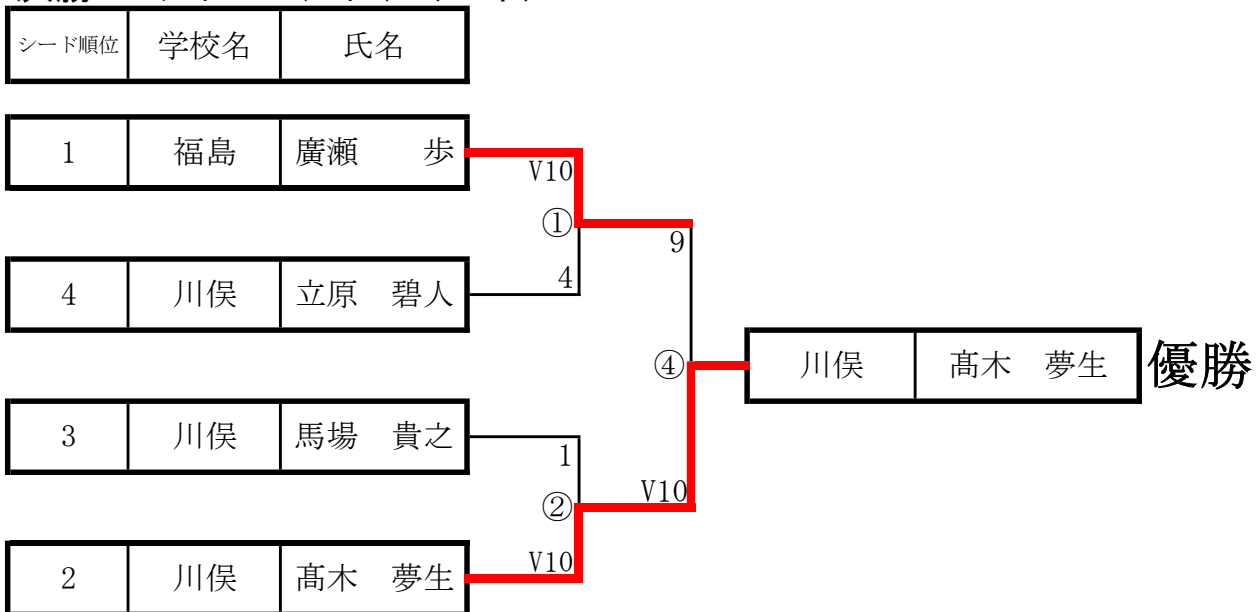 シード順位 学校名 氏名
1 福島 廣瀬 歩
V10
①
9
4 川俣 立原 碧人
4
④
川俣 髙木 夢生 優勝
3 川俣 馬場 貴之
1
②
V10
2 川俣 髙木 夢生
V10